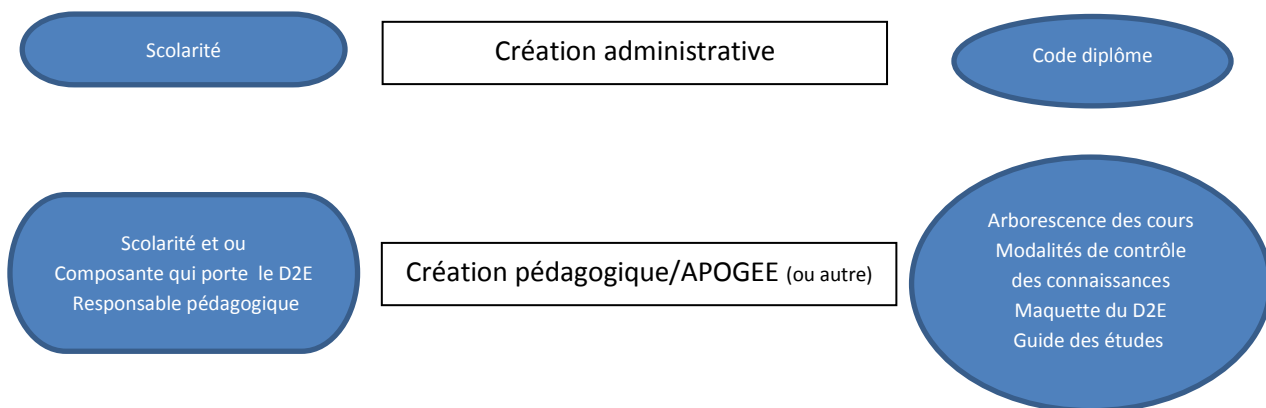 Scolarité
Création administrative
Code diplôme
Scolarité et ou
Composante qui porte le D2E
Responsable pédagogique
Création pédagogique/APOGEE (ou autre)
Arborescence des cours
Modalités de contrôle
des connaissances
Maquette du D2E
Guide des études